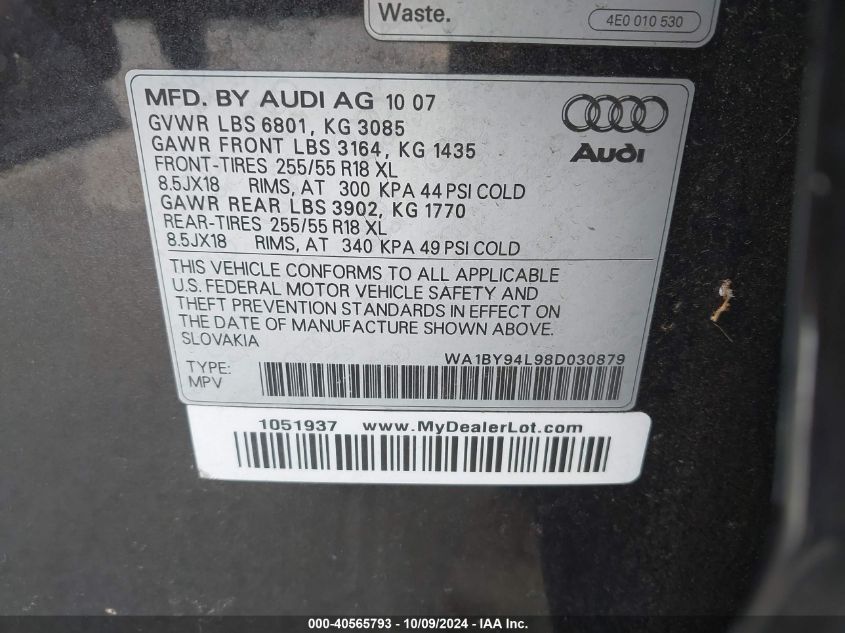 Waste.
4E0 010 530
MFD. BY AUDI AG 10 07
GVWR LBS 6801, KG 3085
GAWR FRONT LBS 3164, KG 1435
FRONT-TIRES 255/55 R18 XL
8.5JX18 RIMS, AT 300 KPA 44 PSI COLD
GAWR REAR LBS 3902, KG 1770
REAR-TIRES 255/55 R18 XL
8.5JX18 RIMS, AT 340 KPA 49 PSI COLD
Audi
THIS VEHICLE CONFORMS TO ALL APPLICABLE
U.S. FEDERAL MOTOR VEHICLE SAFETY AND
THEFT PREVENTION STANDARDS IN EFFECT ON
THE DATE OF MANUFACTURE SHOWN ABOVE.
SLOVAKIA
WA1BY94L98D030879
TYPE:
MPV
1051937 www.MyDealerLot.com
000-40565793 - 10/09/2024 - IAA Inc.